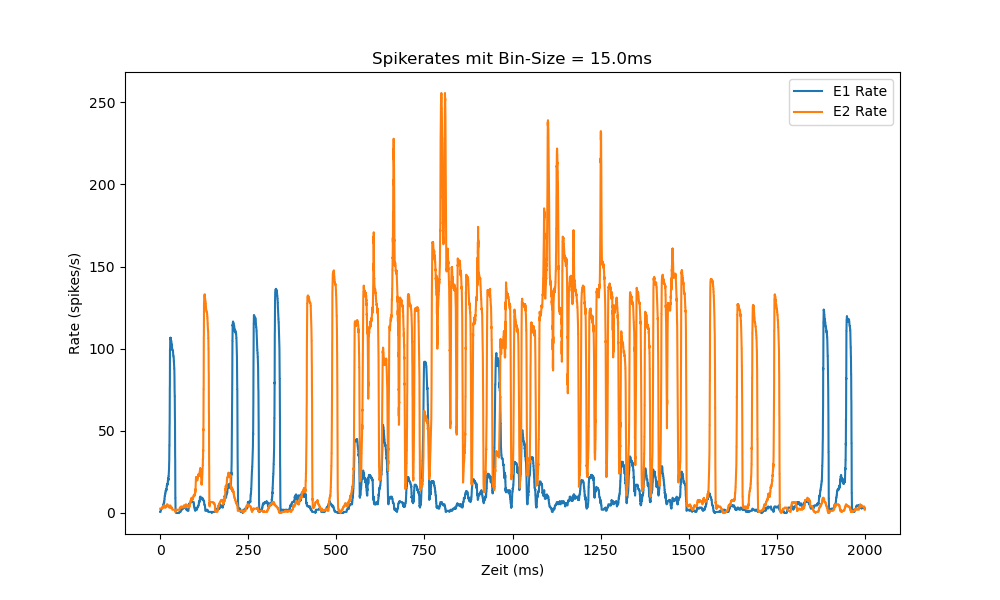 Spikerates mit Bin-Size = 15.0ms
E1 Rate
E2 Rate
Rate (spikes/s)
250
200
150
100
50
0
0 250 500 750 1000 1250 1500 1750 2000
Zeit (ms)